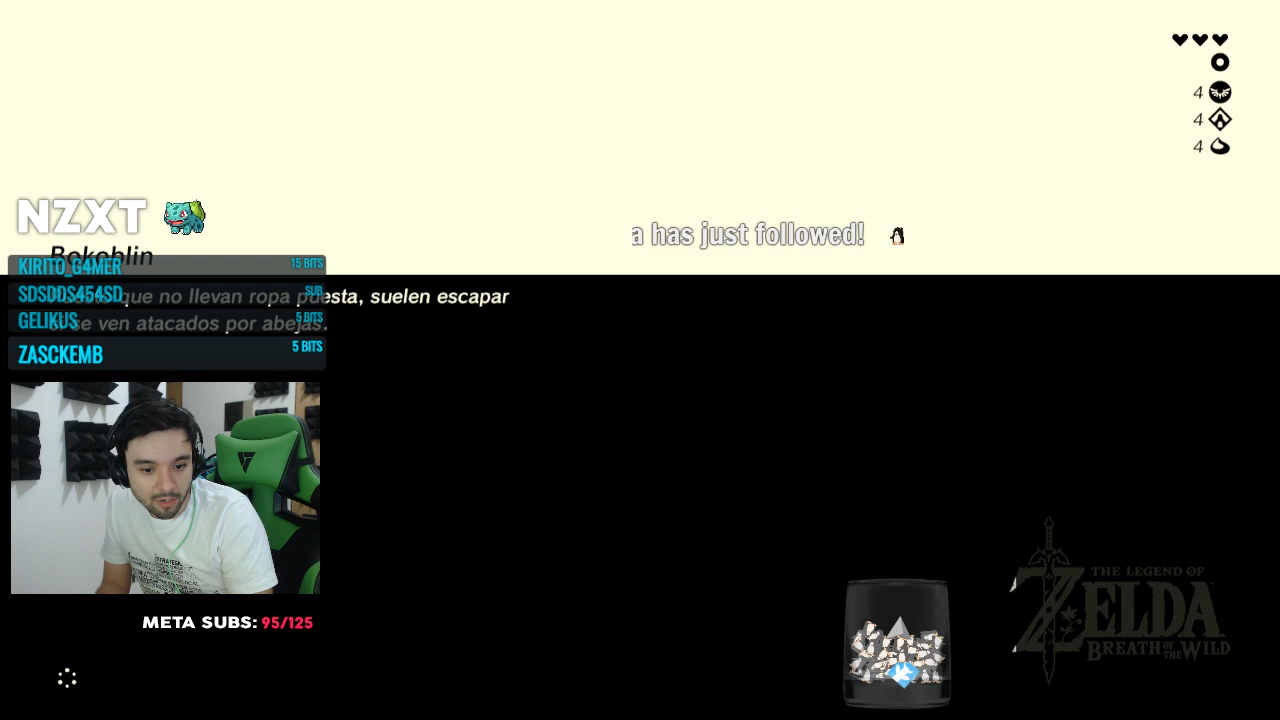 4
4
4
NZXT
a has just followed!
Bokoblin
KIRITO_G4MER 15 BITS
SDSDDS454SD SUB
que no llevan ropa puesta, suelen escapar
GELIKUS 5 BITS
se ven atacados por abejas.
ZASCKEMB 5 BITS
META SUBS: 95/125
THE LEGEND OF
ZELDA
BREATH OF THE WILD